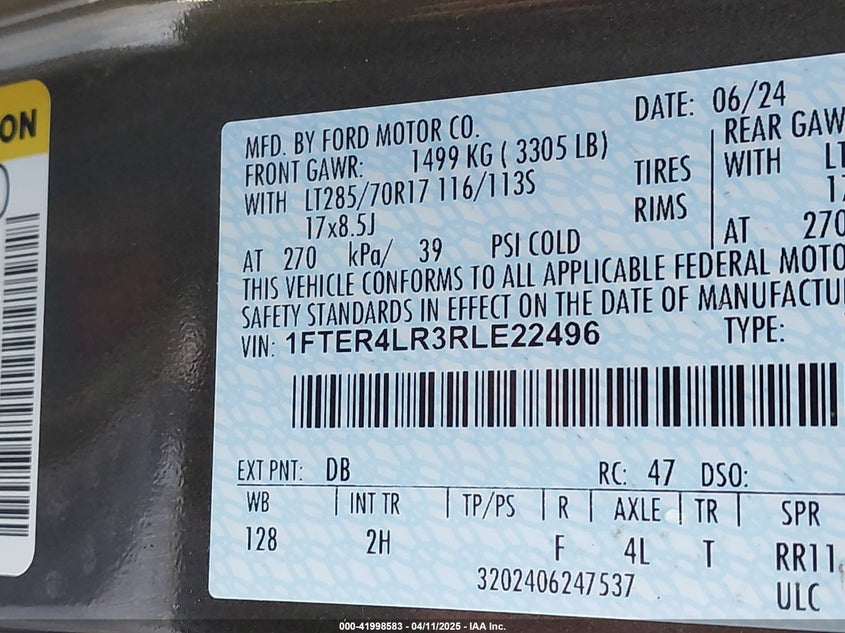 ON
DATE: 06/24
MFD. BY FORD MOTOR CO.
FRONT GAWR: 1499 KG ( 3305 LB)
REAR GAW
WITH LT285/70R17 116/113S
TIRES
WITH LT
17x8.5J
RIMS
17
AT 270 kPa/ 39 PSI COLD
AT 270
THIS VEHICLE CONFORMS TO ALL APPLICABLE FEDERAL MOTO
SAFETY STANDARDS IN EFFECT ON THE DATE OF MANUFACTU
VIN: 1FTER4LR3RLE22496
TYPE:
EXT PNT: DB RC: 47 DSO:
WB INT TR TP/PS R AXLE TR SPR
128 2H F 4L T RR11
3202406247537 ULC
000-41998583 - 04/11/2025 - IAA Inc.